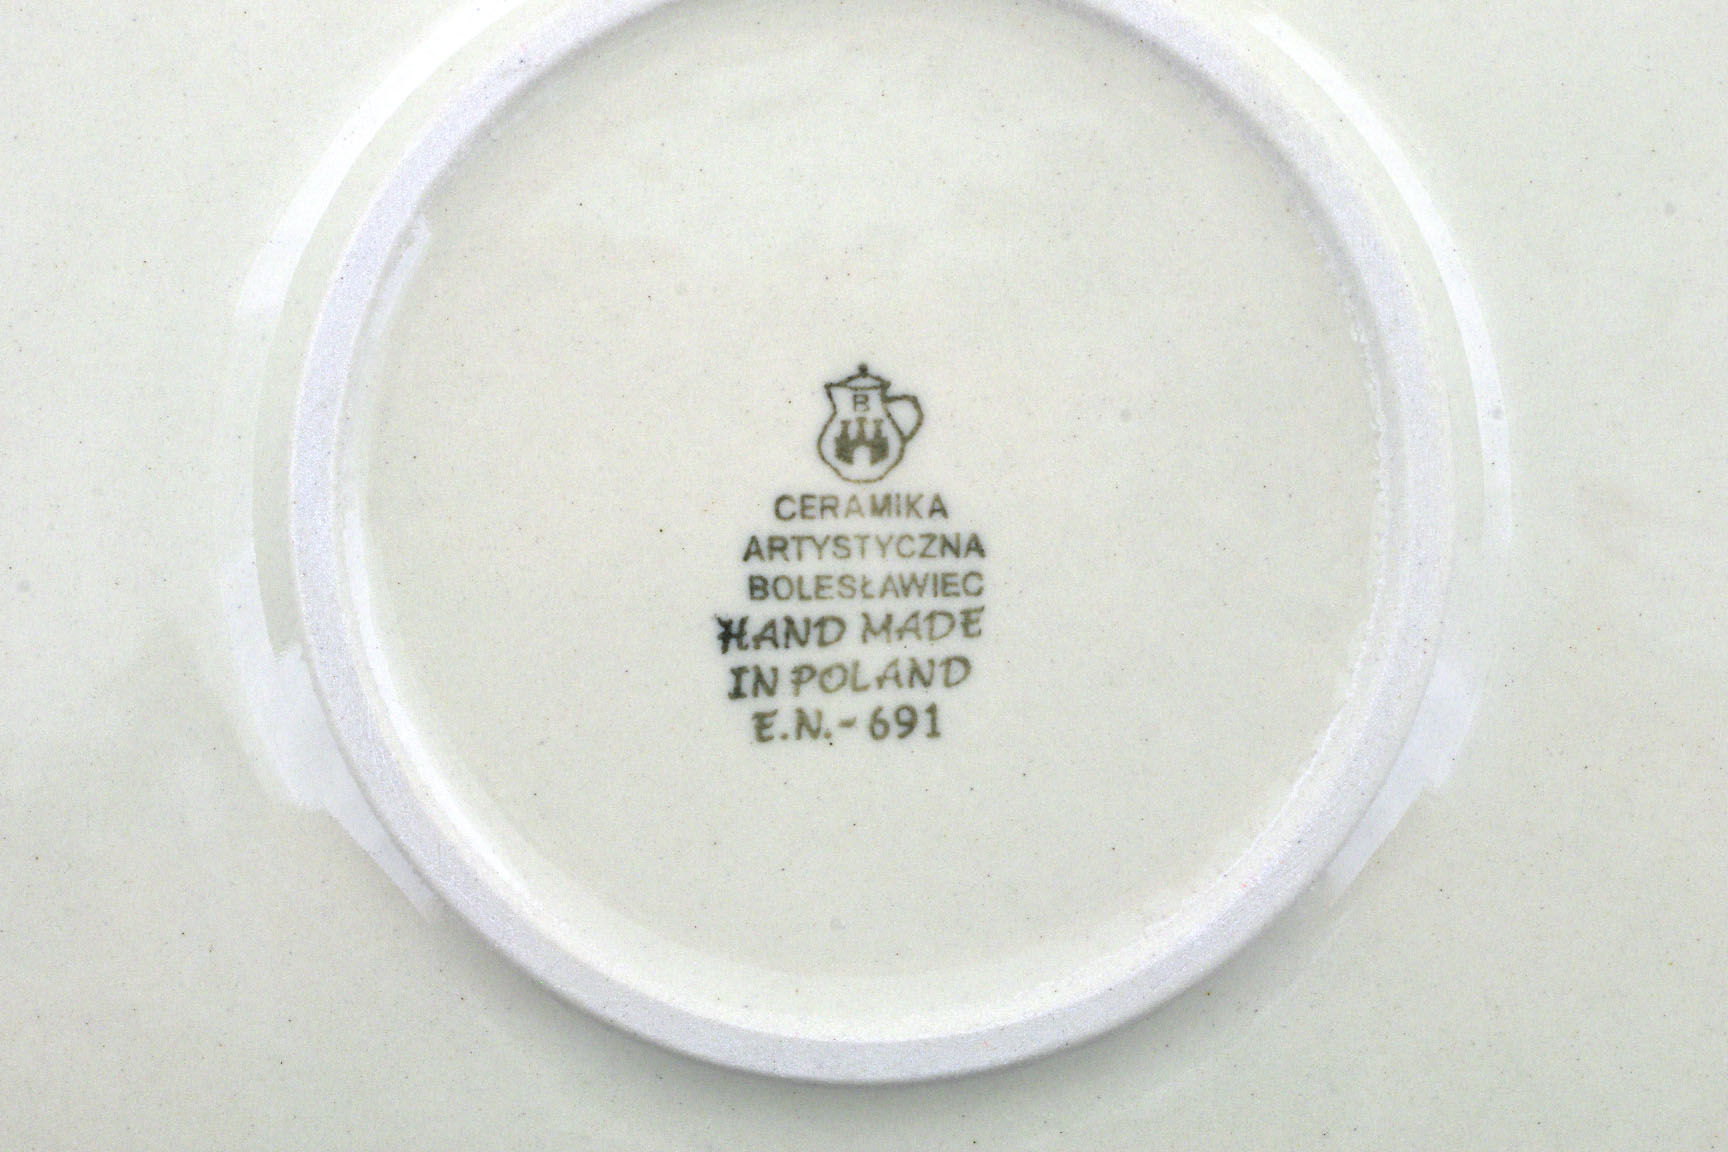 B
CERAMIKA
ARTYSTYCZNA
BOLESŁAWIEC
HAND MADE
IN POLAND
E.N.-691